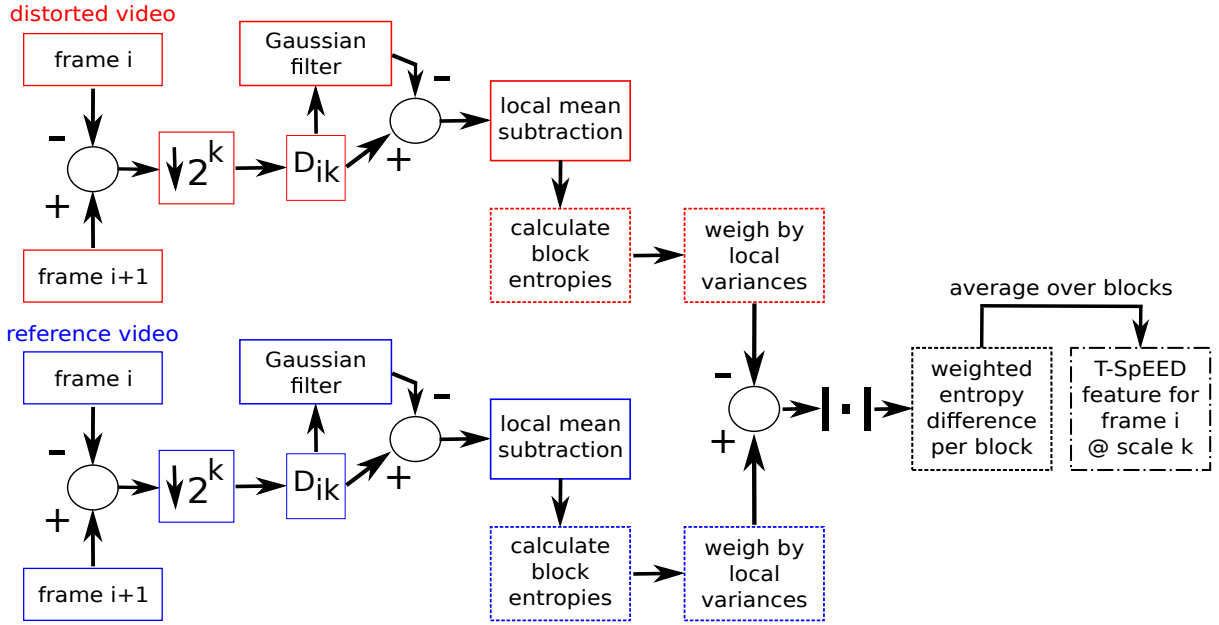 distorted video
frame i
-
+
frame i+1
↓2^k
D_ik
Gaussian
filter
-
+
local mean
subtraction
calculate
block
entropies
weigh by
local
variances
reference video
frame i
-
+
frame i+1
↓2^k
D_ik
Gaussian
filter
-
+
local mean
subtraction
calculate
block
entropies
weigh by
local
variances
-
+
|·|
average over blocks
weighted
entropy
difference
per block
T-SpEED
feature for
frame i
@ scale k